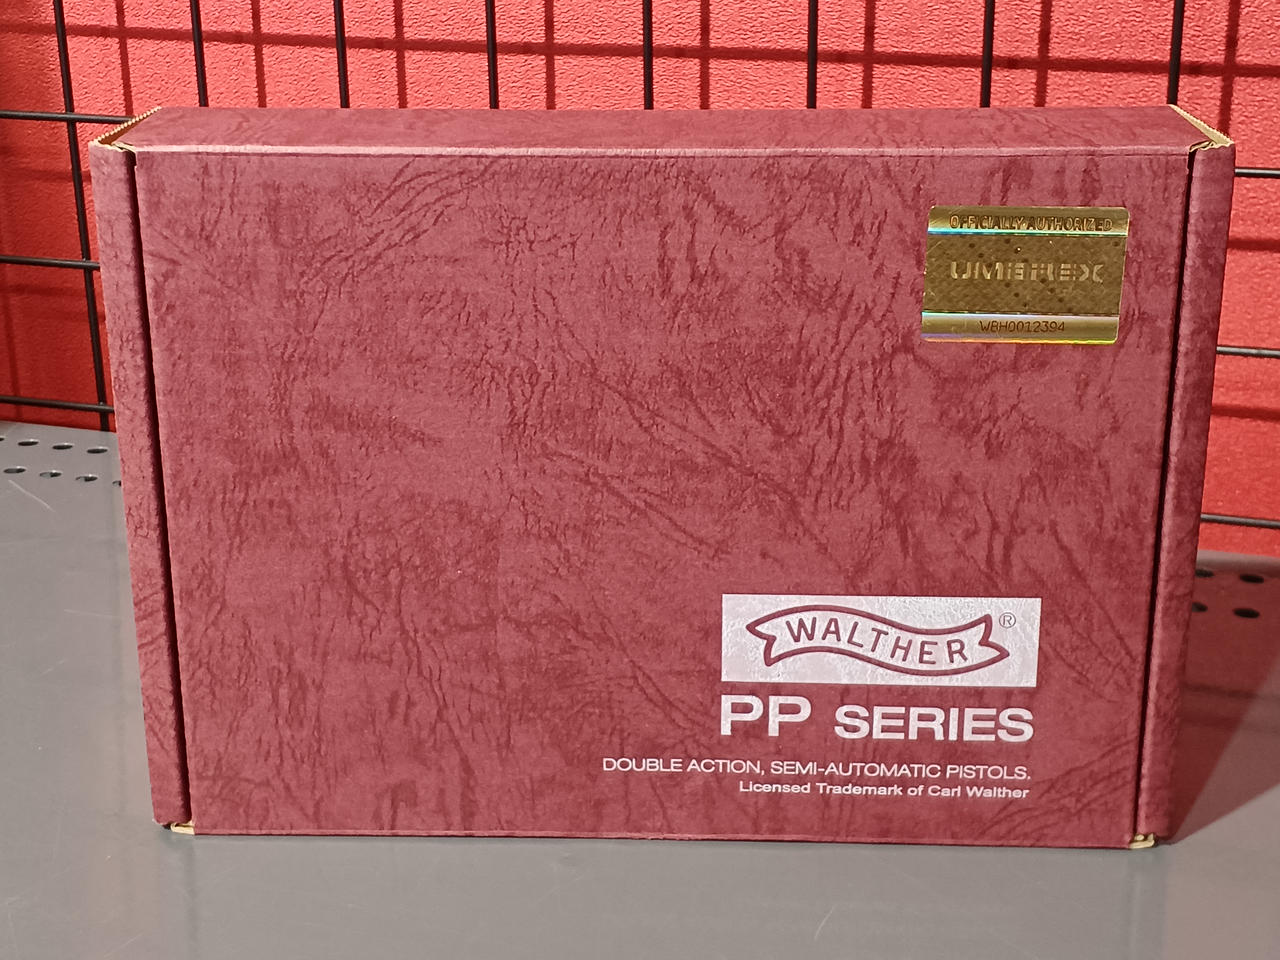 OFFICIALLY AUTHORIZED
UMAREX
WBH0012394
WALTHER®
PP SERIES
DOUBLE ACTION, SEMI-AUTOMATIC PISTOLS.
Licensed Trademark of Carl Walther